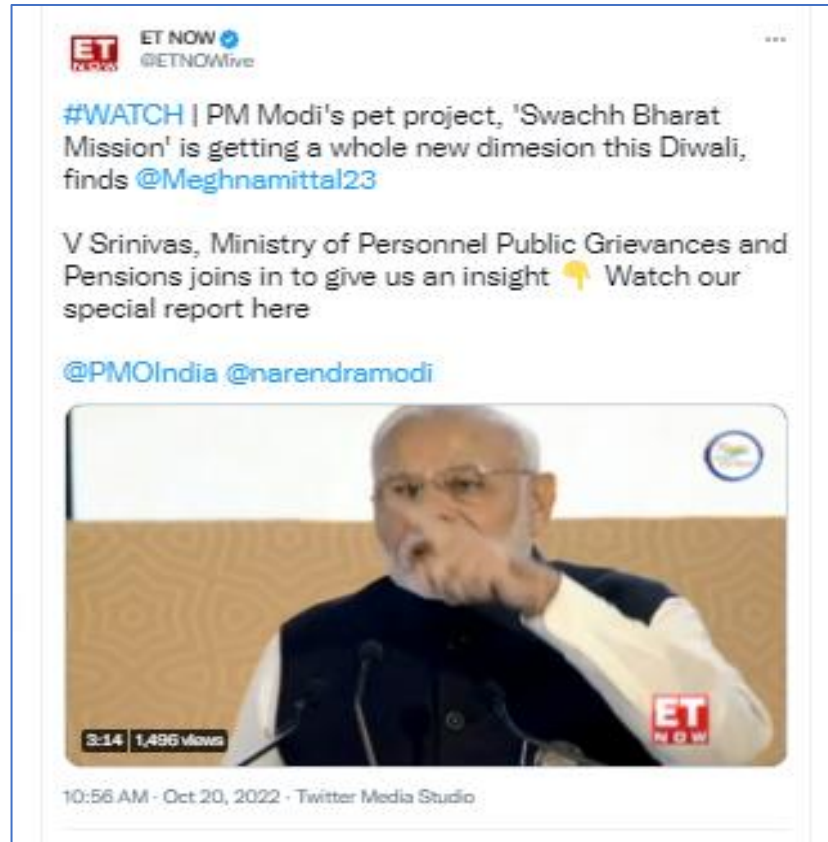 ET NOW
@ETNOWlive
ET
NOW
#WATCH | PM Modi's pet project, 'Swachh Bharat
Mission' is getting a whole new dimesion this Diwali,
finds @Meghnamittal23
V Srinivas, Ministry of Personnel Public Grievances and
Pensions joins in to give us an insight 👇 Watch our
special report here
@PMOIndia @narendramodi
ET
NOW
3:14 1,496 views
10:56 AM · Oct 20, 2022 · Twitter Media Studio